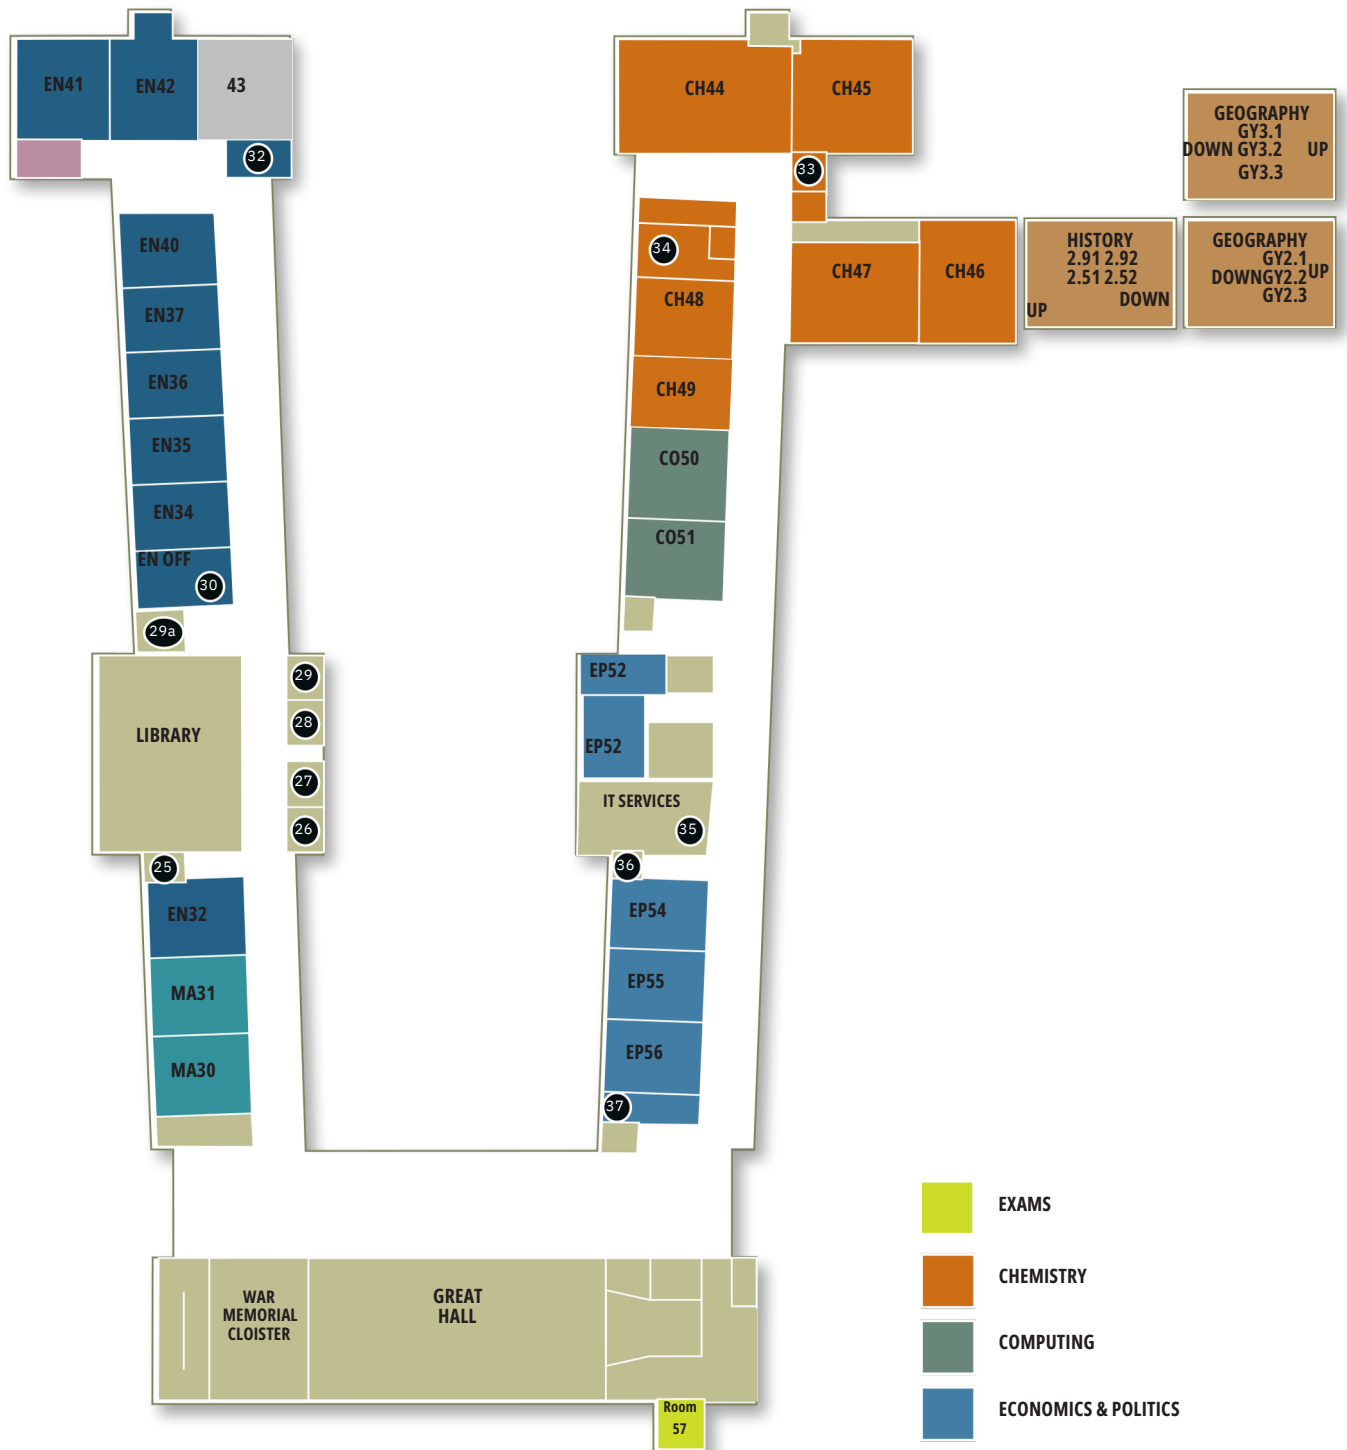 EN41
EN42
43
32
EN40
EN37
EN36
EN35
EN34
EN OFF
30
29a
LIBRARY
29
28
27
26
25
EN32
MA31
MA30
CH44
CH45
33
34
CH48
CH47
CH46
CH49
CO50
CO51
EP52
EP52
IT SERVICES
35
36
EP54
EP55
EP56
37
GEOGRAPHY
GY3.1
DOWN GY3.2 UP
GY3.3
HISTORY
2.91 2.92
2.51 2.52
DOWN
UP
GEOGRAPHY
GY2.1
DOWNGY2.2UP
GY2.3
WAR
MEMORIAL
CLOISTER
GREAT
HALL
Room
57
EXAMS
CHEMISTRY
COMPUTING
ECONOMICS & POLITICS